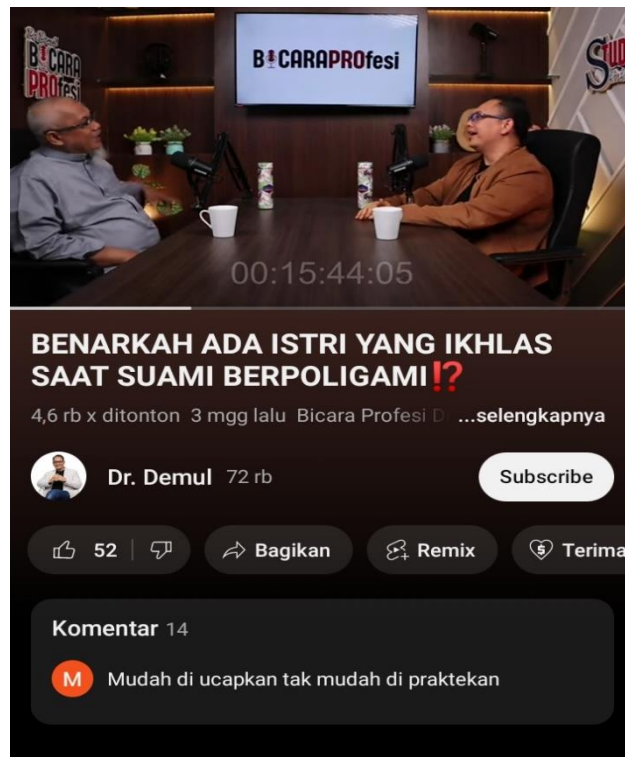 BICARA
PROfesi
BICARAPROfesi
00:15:44:05
BENARKAH ADA ISTRI YANG IKHLAS
SAAT SUAMI BERPOLIGAMI⁉️
4,6 rb x ditonton 3 mgg lalu Bicara Profesi D ...selengkapnya
Dr. Demul 72 rb Subscribe
52 Bagikan Remix Terima
Komentar 14
M Mudah di ucapkan tak mudah di praktekan